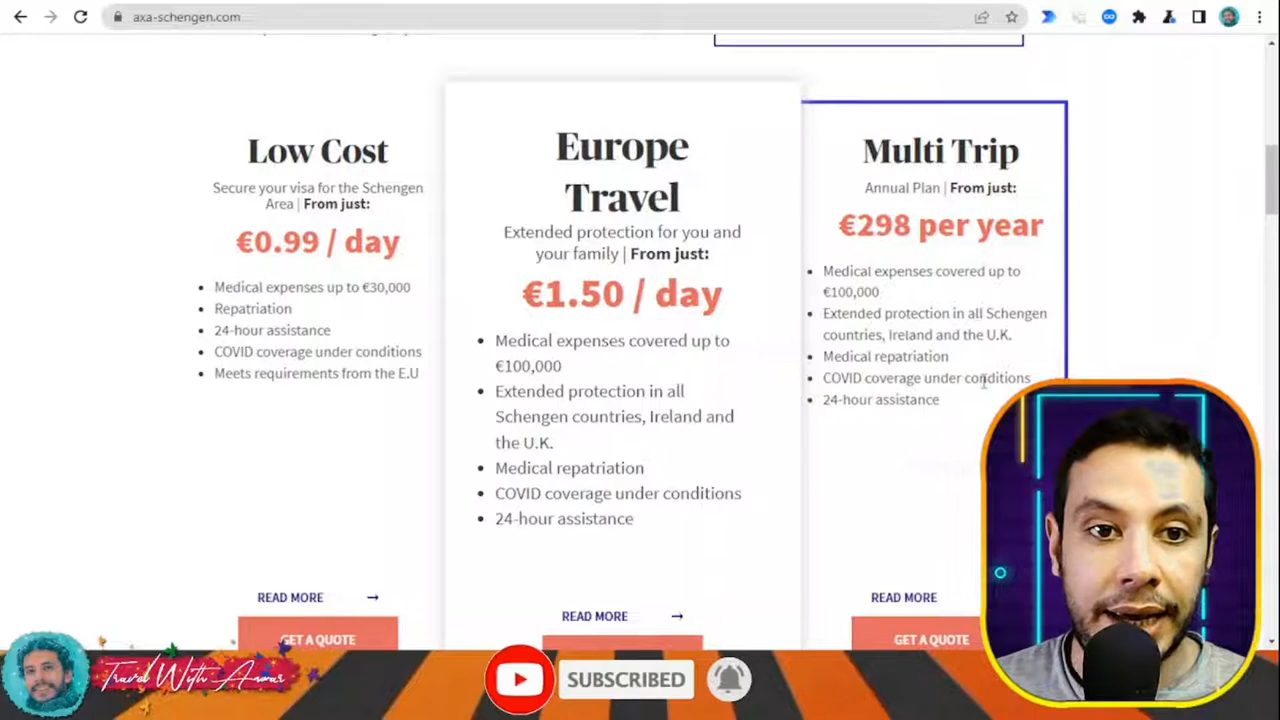 axa-schengen.com
Low Cost
Secure your visa for the Schengen
Area | From just:
€0.99 / day
Medical expenses up to €30,000
Repatriation
24-hour assistance
COVID coverage under conditions
Meets requirements from the E.U
READ MORE
GET A QUOTE
Europe
Travel
Extended protection for you and
your family | From just:
€1.50 / day
Medical expenses covered up to
€100,000
Extended protection in all
Schengen countries, Ireland and
the U.K.
Medical repatriation
COVID coverage under conditions
24-hour assistance
READ MORE
Multi Trip
Annual Plan | From just:
€298 per year
Medical expenses covered up to
€100,000
Extended protection in all Schengen
countries, Ireland and the U.K.
Medical repatriation
COVID coverage under conditions
24-hour assistance
READ MORE
GET A QUOTE
Travel With Anwar
SUBSCRIBED